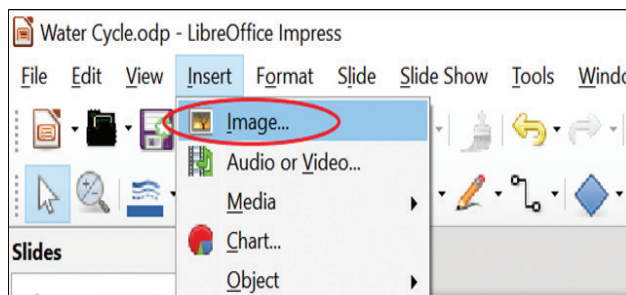 Water Cycle.odp - LibreOffice Impress
File Edit View Insert Format Slide Slide Show Tools Windo
Image...
Audio or Video...
Media
Chart...
Slides
Object